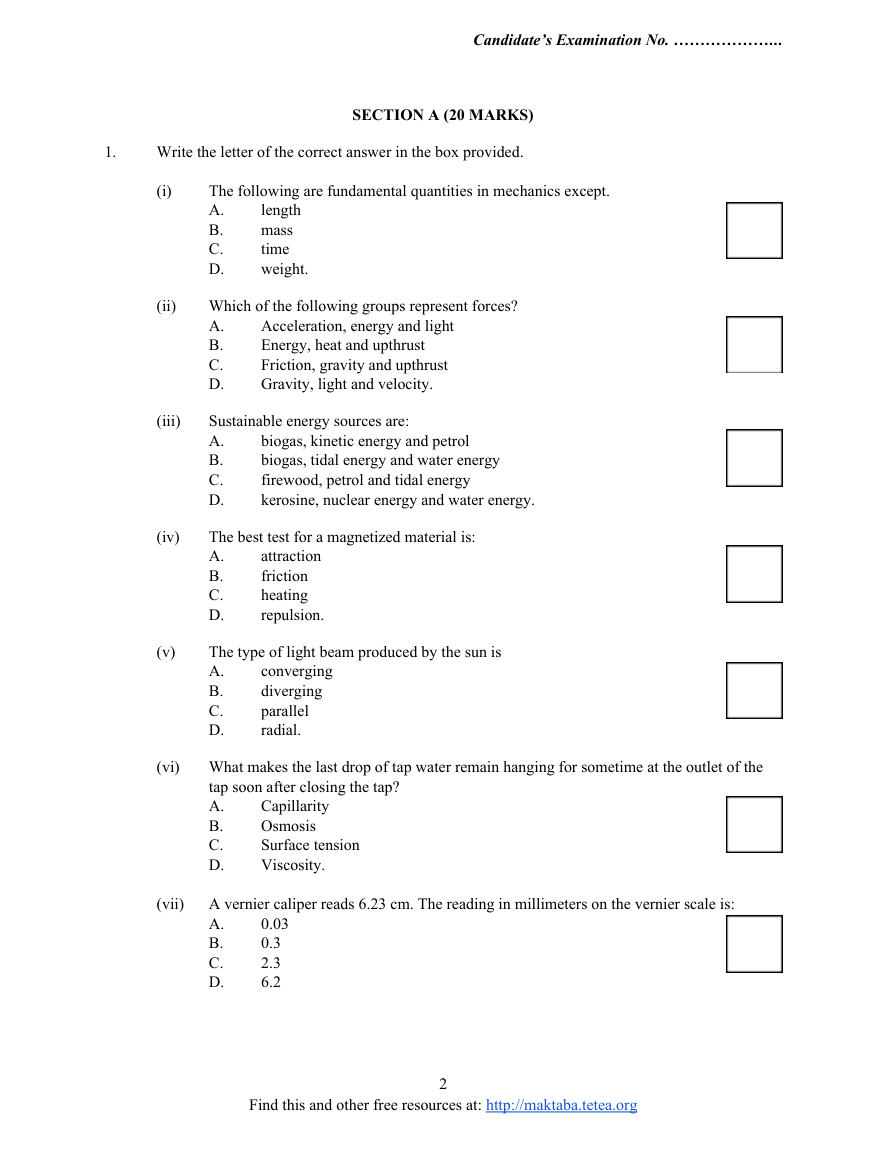 Candidate’s Examination No. ………………...
SECTION A (20 MARKS)
1. Write the letter of the correct answer in the box provided.
(i) The following are fundamental quantities in mechanics except.
A. length
B. mass
C. time
D. weight.
(ii) Which of the following groups represent forces?
A. Acceleration, energy and light
B. Energy, heat and upthrust
C. Friction, gravity and upthrust
D. Gravity, light and velocity.
(iii) Sustainable energy sources are:
A. biogas, kinetic energy and petrol
B. biogas, tidal energy and water energy
C. firewood, petrol and tidal energy
D. kerosine, nuclear energy and water energy.
(iv) The best test for a magnetized material is:
A. attraction
B. friction
C. heating
D. repulsion.
(v) The type of light beam produced by the sun is
A. converging
B. diverging
C. parallel
D. radial.
(vi) What makes the last drop of tap water remain hanging for sometime at the outlet of the
tap soon after closing the tap?
A. Capillarity
B. Osmosis
C. Surface tension
D. Viscosity.
(vii) A vernier caliper reads 6.23 cm. The reading in millimeters on the vernier scale is:
A. 0.03
B. 0.3
C. 2.3
D. 6.2
2
Find this and other free resources at: http://maktaba.tetea.org